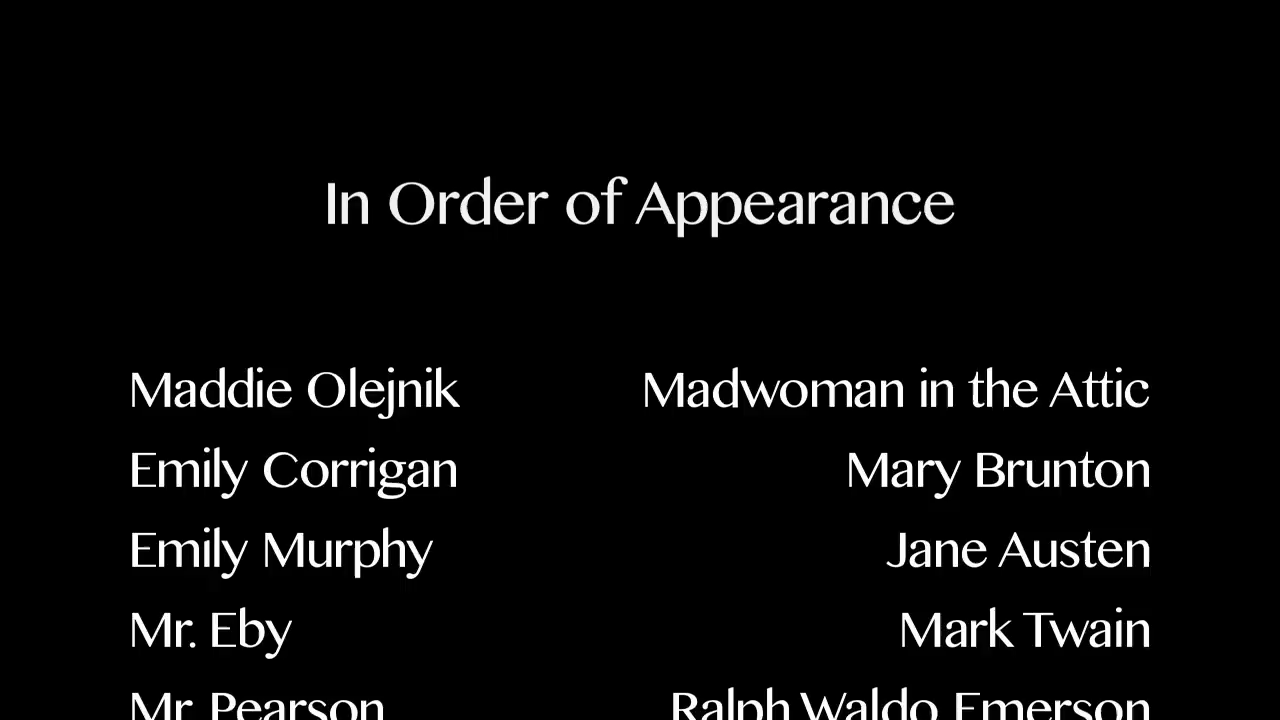 In Order of Appearance
Maddie Olejnik Madwoman in the Attic
Emily Corrigan Mary Brunton
Emily Murphy Jane Austen
Mr. Eby Mark Twain
Mr. Pearson Ralph Waldo Emerson